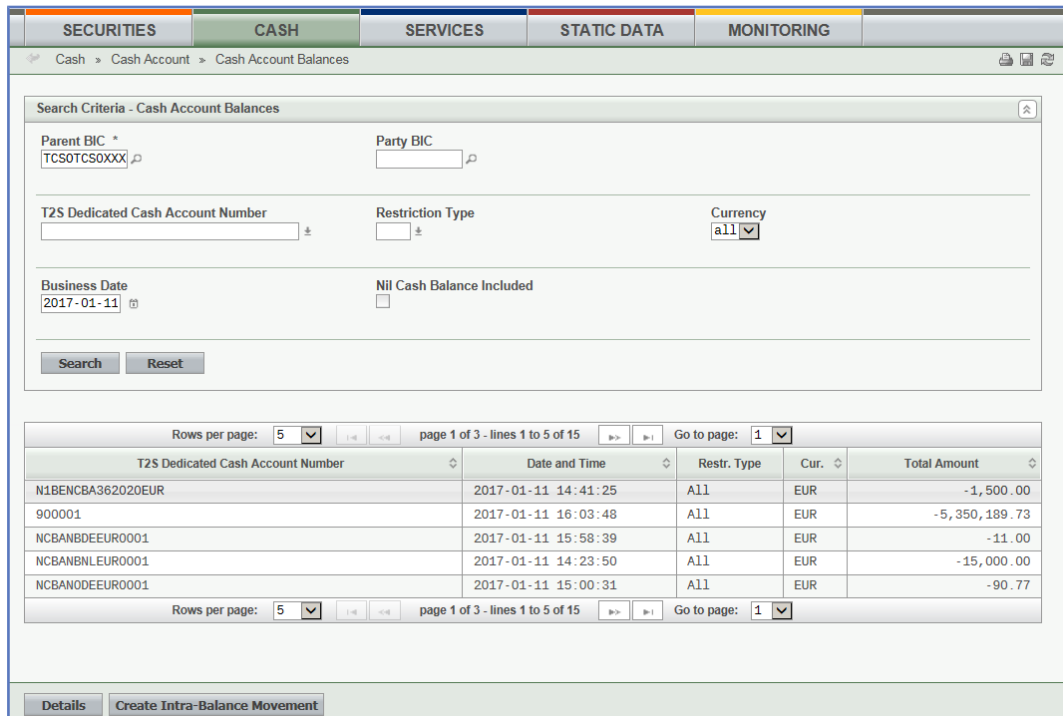 SECURITIES CASH SERVICES STATIC DATA MONITORING
Cash » Cash Account » Cash Account Balances
Search Criteria - Cash Account Balances
Parent BIC * Party BIC
TCSOTCSOXXX
T2S Dedicated Cash Account Number Restriction Type Currency
all
Business Date Nil Cash Balance Included
2017-01-11
Search Reset
Rows per page: 5 page 1 of 3 - lines 1 to 5 of 15 Go to page: 1
T2S Dedicated Cash Account Number Date and Time Restr. Type Cur. Total Amount
N1BENCBA362020EUR 2017-01-11 14:41:25 All EUR -1,500.00
900001 2017-01-11 16:03:48 All EUR -5,350,189.73
NCBANBDEEUR0001 2017-01-11 15:58:39 All EUR -11.00
NCBANBNLEUR0001 2017-01-11 14:23:50 All EUR -15,000.00
NCBANODEEUR0001 2017-01-11 15:00:31 All EUR -90.77
Rows per page: 5 page 1 of 3 - lines 1 to 5 of 15 Go to page: 1
Details Create Intra-Balance Movement